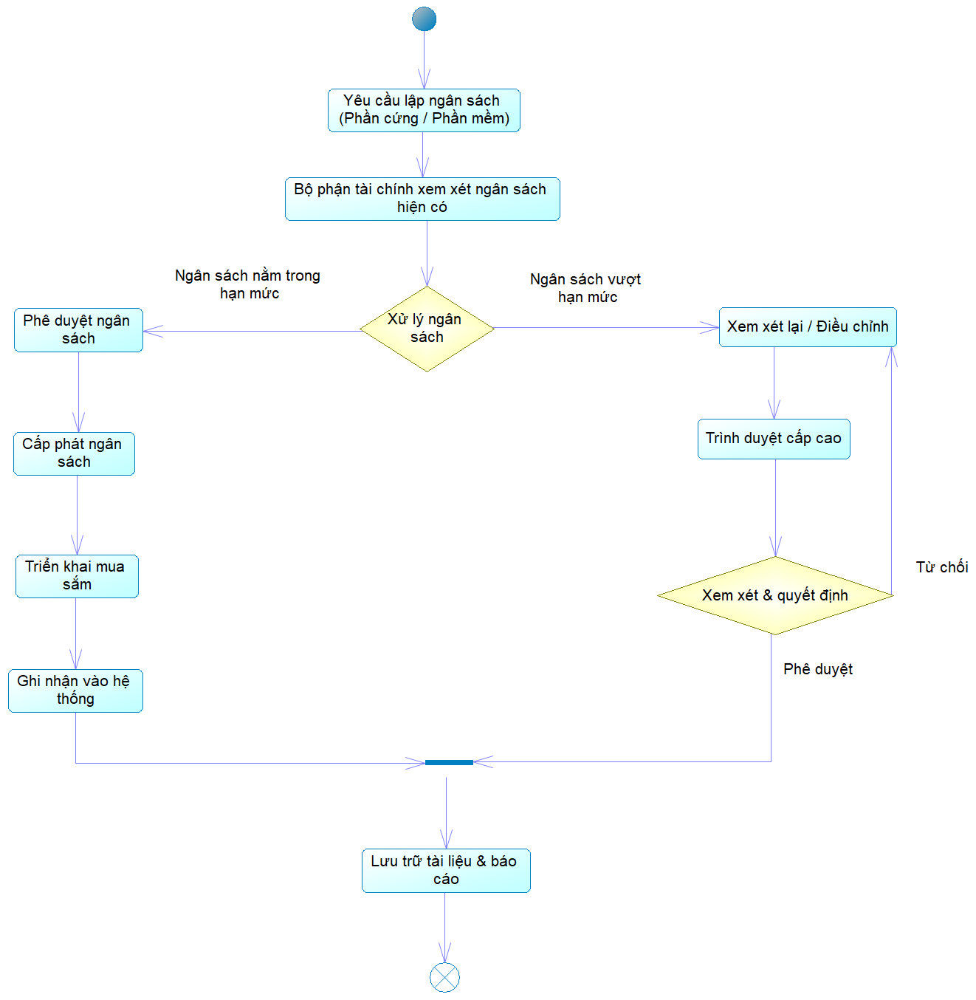 Yêu cầu lập ngân sách
(Phần cứng / Phần mềm)
Bộ phận tài chính xem xét ngân sách
hiện có
Ngân sách nằm trong
hạn mức
Ngân sách vượt
hạn mức
Xử lý ngân
sách
Phê duyệt ngân
sách
Xem xét lại / Điều chỉnh
Cấp phát ngân
sách
Trình duyệt cấp cao
Triển khai mua
sắm
Từ chối
Xem xét & quyết định
Phê duyệt
Ghi nhận vào hệ
thống
Lưu trữ tài liệu & báo
cáo